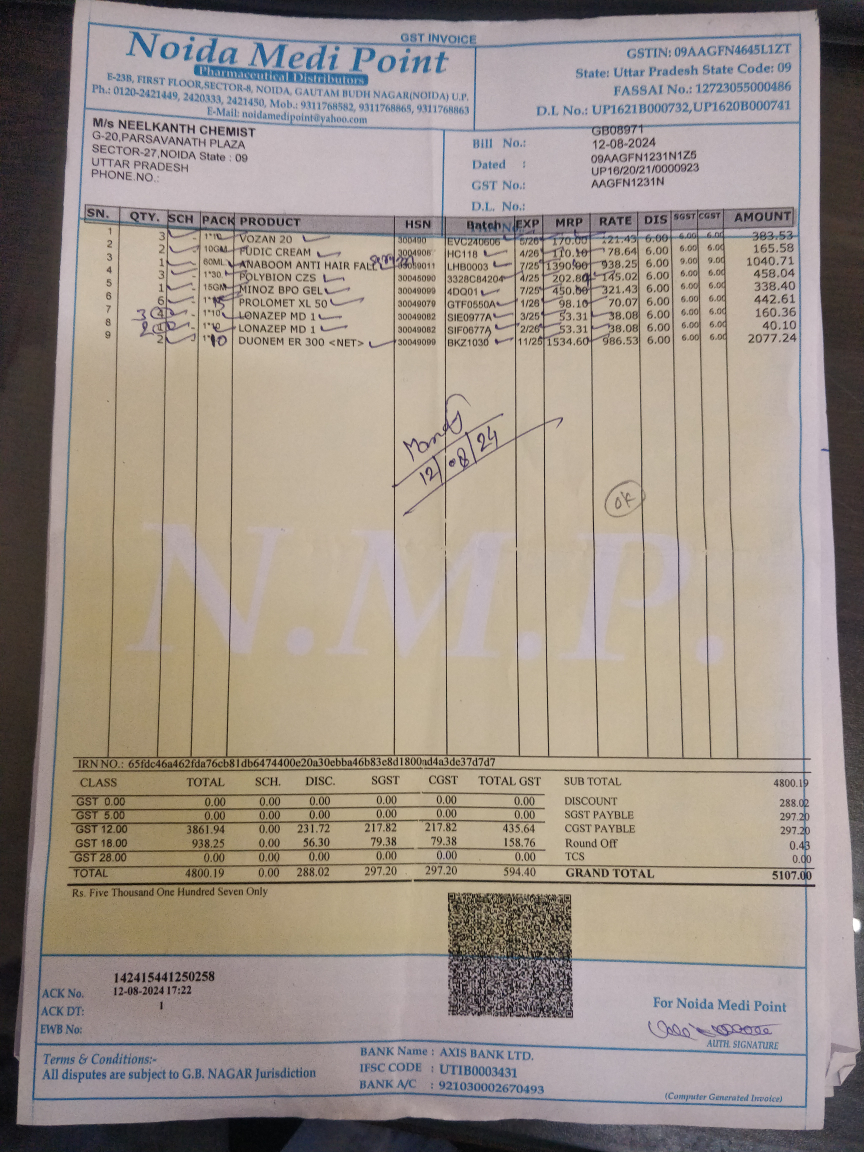 GST INVOICE
Noida Medi Point
Pharmaceutical Distributors
E-23B, FIRST FLOOR,SECTOR-8, NOIDA, GAUTAM BUDH NAGAR(NOIDA) U.P.
Ph.: 0120-2421449, 2420333, 2421450, Mob.: 9311768582, 9311768865, 9311768863
E-Mail: noidamedipoint@yahoo.com
GSTIN: 09AAGFN4645L1ZT
State: Uttar Pradesh State Code: 09
FASSAI No.: 12723055000486
D.L No.: UP1621B000732,UP1620B000741
M/s NEELKANTH CHEMIST
G-20,PARSAVANATH PLAZA
SECTOR-27,NOIDA State : 09
UTTAR PRADESH
PHONE.NO.:
Bill No.: GB08971
Dated : 12-08-2024
GST No.: 09AAGFN1231N1Z5
UP16/20/21/0000923
D.L. No.: AAGFN1231N
SN. QTY. SCH PACK PRODUCT HSN Batch EXP MRP RATE DIS SGST CGST AMOUNT
1 3 - 1*10 VOZAN 20 300490 EVC240606 5/26 170.00 121.43 6.00 6.00 6.00 383.53
2 2 - 10GM FUDIC CREAM 3004906 HC118 4/26 110.10 78.64 6.00 6.00 6.00 165.58
3 1 - 60ML ANABOOM ANTI HAIR FALL LHB0003 7/25 1390.00 938.25 6.00 9.00 9.00 1040.71
4 3 - 1*30 POLYBION CZS 30045090 3328C84204 4/25 202.80 145.02 6.00 6.00 6.00 458.04
5 1 - 15GM MINOZ BPO GEL 30049099 4DO01 7/25 450.00 321.43 6.00 6.00 6.00 338.40
6 6 - 1*15 PROLOMET XL 50 30049079 GTF0550A 1/26 98.10 70.07 6.00 6.00 6.00 442.61
7 3 4 - 1*10 LONAZEP MD 1 30049082 SIE0977A 3/25 53.31 38.08 6.00 6.00 6.00 160.36
8 2 1 - 1*10 LONAZEP MD 1 30049082 SIF0677A 2/26 53.31 38.08 6.00 6.00 6.00 40.10
9 2 1*10 DUONEM ER 300 <NET> 30049099 BKZ1030 11/25 1534.60 986.53 6.00 6.00 6.00 2077.24
12/08/24
OK
N.M.P.
IRN NO.: 65fdc46a462fda76cb81db6474400e20a30ebba46b83e8d1800ad4a3de37d7d7
CLASS TOTAL SCH. DISC. SGST CGST TOTAL GST SUB TOTAL 4800.19
GST 0.00 0.00 0.00 0.00 0.00 0.00 0.00 DISCOUNT 288.02
GST 5.00 0.00 0.00 0.00 0.00 0.00 0.00 SGST PAYBLE 297.20
GST 12.00 3861.94 0.00 231.72 217.82 217.82 435.64 CGST PAYBLE 297.20
GST 18.00 938.25 0.00 56.30 79.38 79.38 158.76 Round Off 0.43
GST 28.00 0.00 0.00 0.00 0.00 0.00 0.00 TCS 0.00
TOTAL 4800.19 0.00 288.02 297.20 297.20 594.40 GRAND TOTAL 5107.00
Rs. Five Thousand One Hundred Seven Only
ACK No. 142415441250258
ACK DT: 12-08-2024 17:22
EWB No: 1
For Noida Medi Point
AUTH. SIGNATURE
Terms & Conditions:-
All disputes are subject to G.B. NAGAR Jurisdiction
BANK Name : AXIS BANK LTD.
IFSC CODE : UTIB0003431
BANK A/C : 921030002670493
(Computer Generated Invoice)